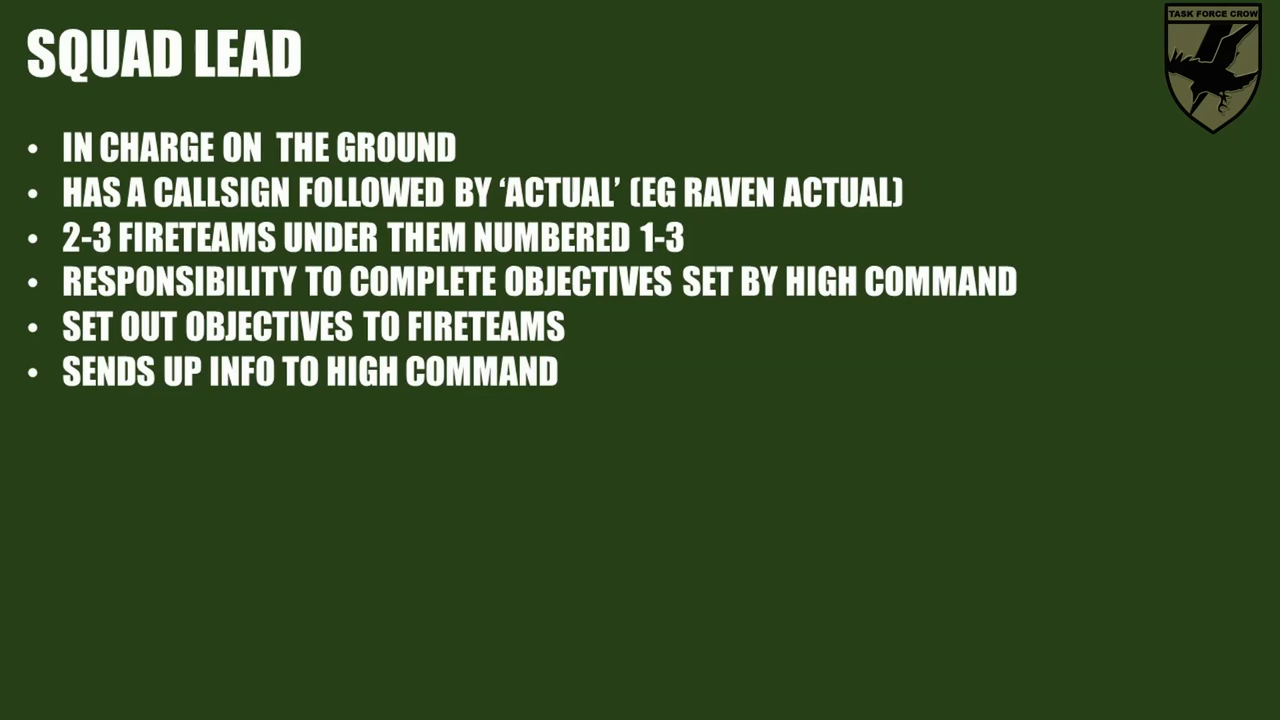 TASK FORCE CROW
SQUAD LEAD
• IN CHARGE ON THE GROUND
• HAS A CALLSIGN FOLLOWED BY ‘ACTUAL’ (EG RAVEN ACTUAL)
• 2-3 FIRETEAMS UNDER THEM NUMBERED 1-3
• RESPONSIBILITY TO COMPLETE OBJECTIVES SET BY HIGH COMMAND
• SET OUT OBJECTIVES TO FIRETEAMS
• SENDS UP INFO TO HIGH COMMAND